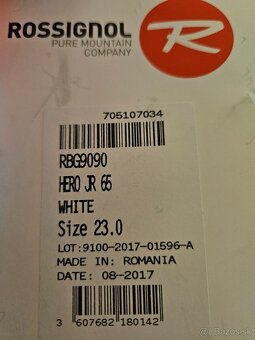 ROSSIGNOL
PURE MOUNTAIN
COMPANY
R
705107034
RBG9090
HERO JR 65
WHITE
Size 23.0
LOT:9100-2017-01596-A
MADE IN: ROMANIA
DATE: 08-2017
3 607682 180142